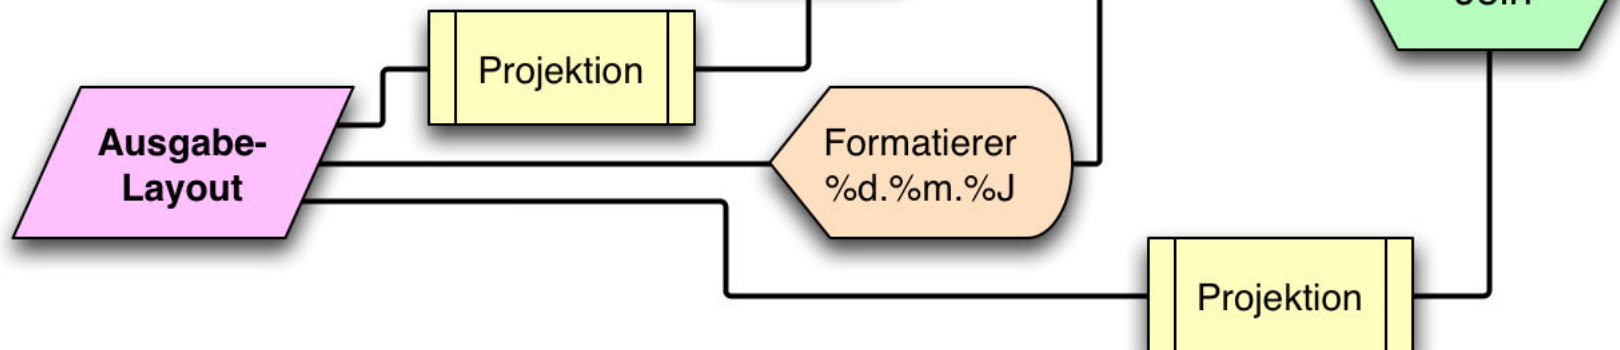 Projektion
Ausgabe-
Layout
Formatierer
%d.%m.%J
Projektion